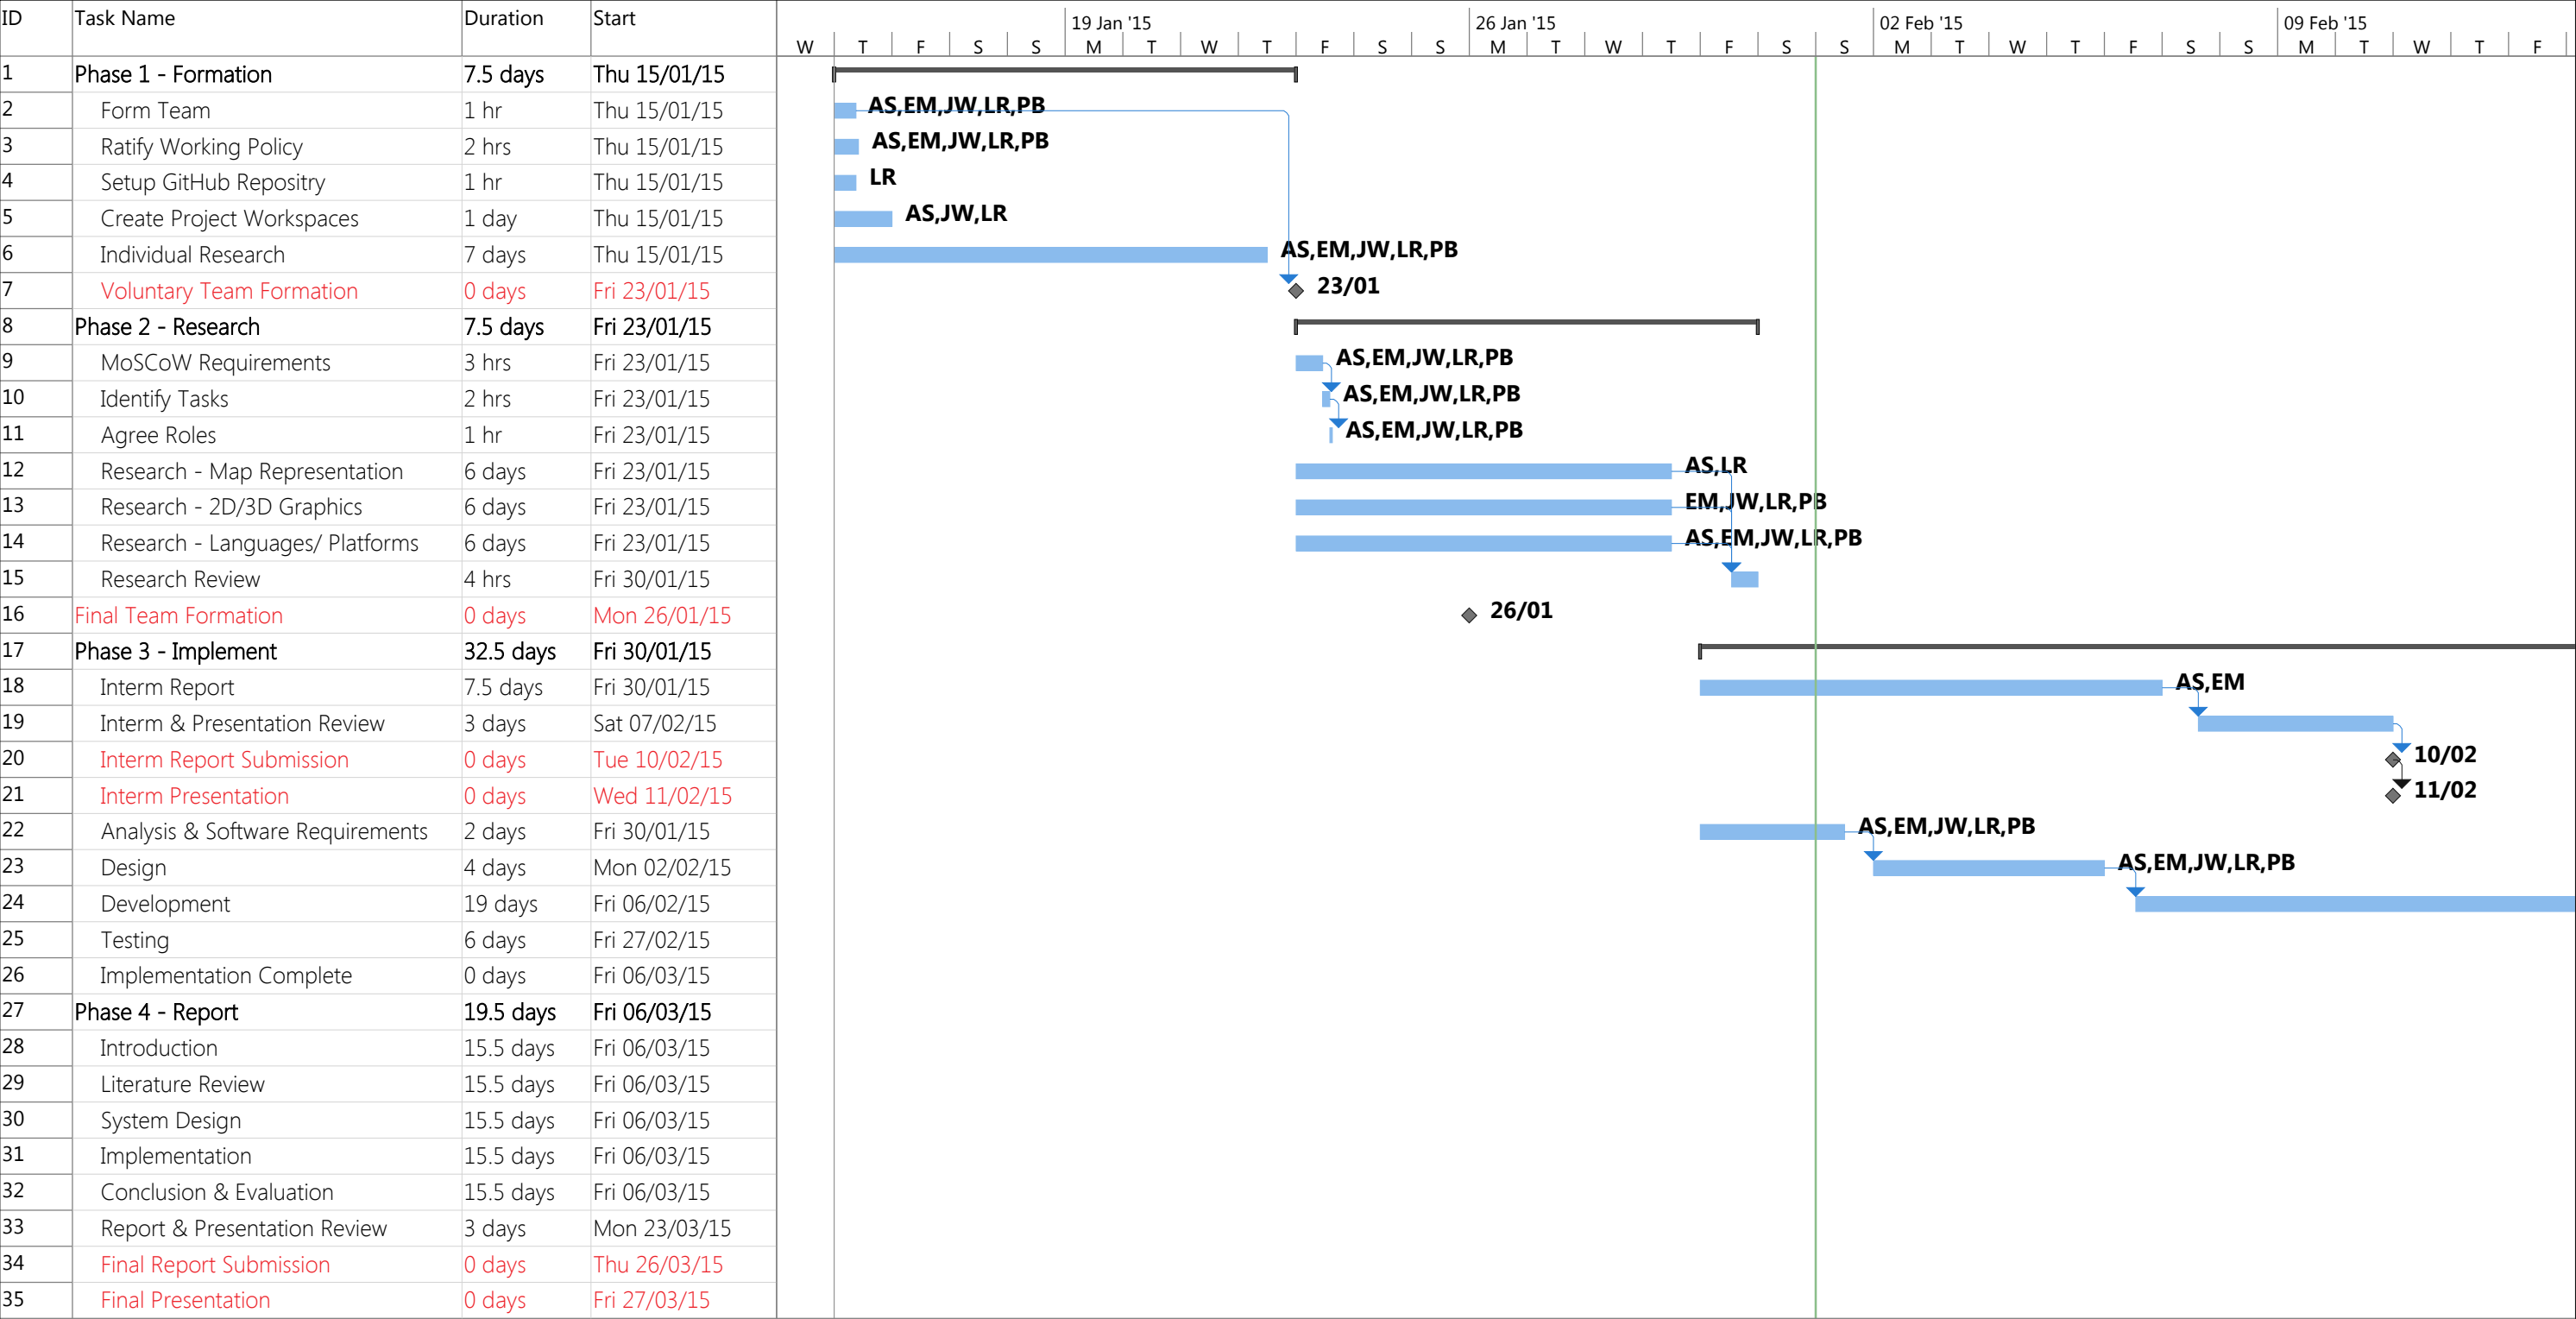 ID Task Name Duration Start
19 Jan '15 26 Jan '15 02 Feb '15 09 Feb '15
W T F S S M T W T F S S M T W T F S S M T W T F S S M T W T F
1 Phase 1 - Formation 7.5 days Thu 15/01/15
2 Form Team 1 hr Thu 15/01/15 AS,EM,JW,LR,PB
3 Ratify Working Policy 2 hrs Thu 15/01/15 AS,EM,JW,LR,PB
4 Setup GitHub Repositry 1 hr Thu 15/01/15 LR
5 Create Project Workspaces 1 day Thu 15/01/15 AS,JW,LR
6 Individual Research 7 days Thu 15/01/15 AS,EM,JW,LR,PB
7 Voluntary Team Formation 0 days Fri 23/01/15 23/01
8 Phase 2 - Research 7.5 days Fri 23/01/15
9 MoSCoW Requirements 3 hrs Fri 23/01/15 AS,EM,JW,LR,PB
10 Identify Tasks 2 hrs Fri 23/01/15 AS,EM,JW,LR,PB
11 Agree Roles 1 hr Fri 23/01/15 AS,EM,JW,LR,PB
12 Research - Map Representation 6 days Fri 23/01/15 AS,LR
13 Research - 2D/3D Graphics 6 days Fri 23/01/15 EM,JW,LR,PB
14 Research - Languages/ Platforms 6 days Fri 23/01/15 AS,EM,JW,LR,PB
15 Research Review 4 hrs Fri 30/01/15
16 Final Team Formation 0 days Mon 26/01/15 26/01
17 Phase 3 - Implement 32.5 days Fri 30/01/15
18 Interm Report 7.5 days Fri 30/01/15 AS,EM
19 Interm & Presentation Review 3 days Sat 07/02/15
20 Interm Report Submission 0 days Tue 10/02/15 10/02
21 Interm Presentation 0 days Wed 11/02/15 11/02
22 Analysis & Software Requirements 2 days Fri 30/01/15 AS,EM,JW,LR,PB
23 Design 4 days Mon 02/02/15 AS,EM,JW,LR,PB
24 Development 19 days Fri 06/02/15
25 Testing 6 days Fri 27/02/15
26 Implementation Complete 0 days Fri 06/03/15
27 Phase 4 - Report 19.5 days Fri 06/03/15
28 Introduction 15.5 days Fri 06/03/15
29 Literature Review 15.5 days Fri 06/03/15
30 System Design 15.5 days Fri 06/03/15
31 Implementation 15.5 days Fri 06/03/15
32 Conclusion & Evaluation 15.5 days Fri 06/03/15
33 Report & Presentation Review 3 days Mon 23/03/15
34 Final Report Submission 0 days Thu 26/03/15
35 Final Presentation 0 days Fri 27/03/15